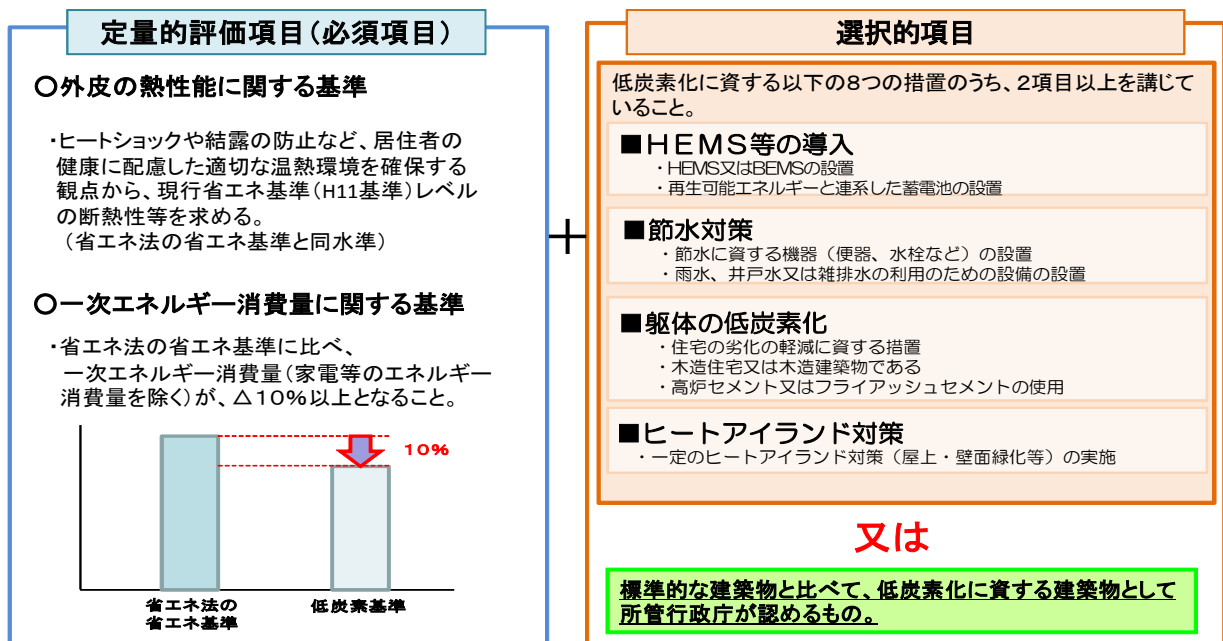 定量的評価項目(必須項目)
〇外皮の熱性能に関する基準
・ヒートショックや結露の防止など、居住者の
健康に配慮した適切な温熱環境を確保する
観点から、現行省エネ基準(H11基準)レベル
の断熱性等を求める。
(省エネ法の省エネ基準と同水準)
〇一次エネルギー消費量に関する基準
・省エネ法の省エネ基準に比べ、
一次エネルギー消費量(家電等のエネルギー
消費量を除く)が、△10%以上となること。
10%
省エネ法の
省エネ基準
低炭素基準
+
選択的項目
低炭素化に資する以下の8つの措置のうち、2項目以上を講じて
いること。
■HEMS等の導入
・HEMS又はBEMSの設置
・再生可能エネルギーと連系した蓄電池の設置
■節水対策
・節水に資する機器(便器、水栓など)の設置
・雨水、井戸水又は雑排水の利用のための設備の設置
■躯体の低炭素化
・住宅の劣化の軽減に資する措置
・木造住宅又は木造建築物である
・高炉セメント又はフライアッシュセメントの使用
■ヒートアイランド対策
・一定のヒートアイランド対策(屋上・壁面緑化等)の実施
又は
標準的な建築物と比べて、低炭素化に資する建築物として
所管行政庁が認めるもの。